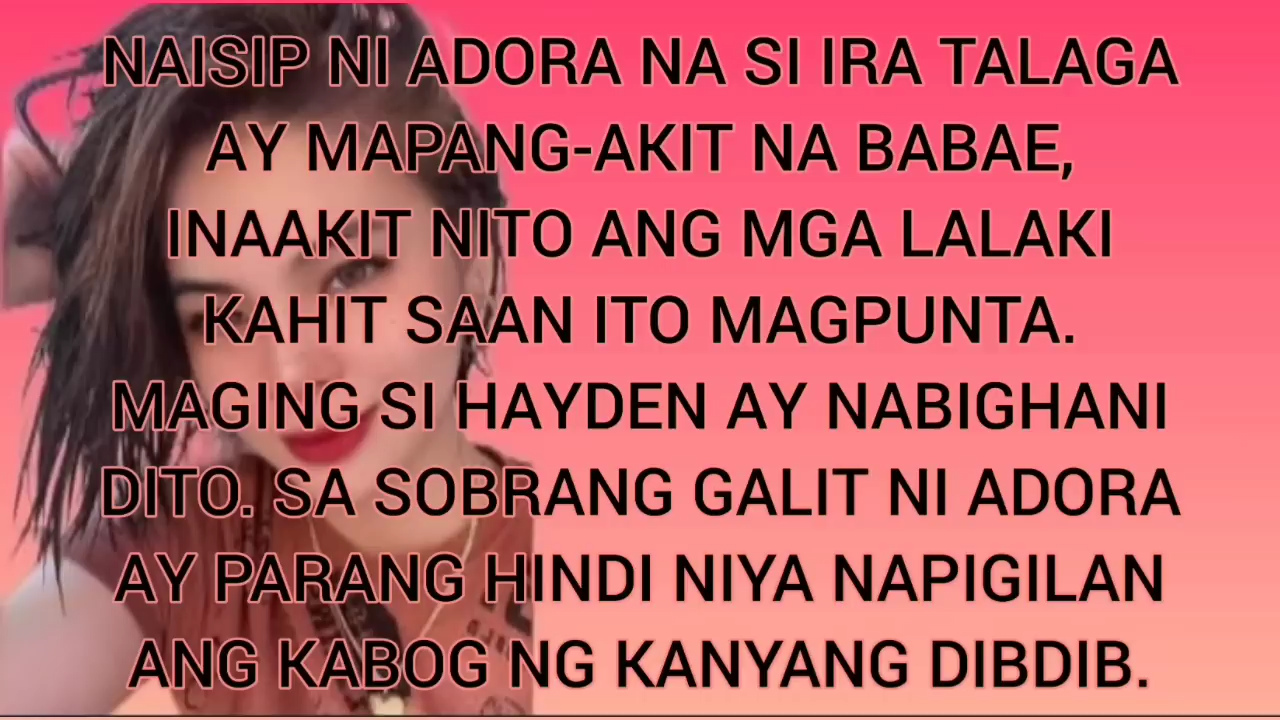 NAISIP NI ADORA NA SI IRA TALAGA
AY MAPANG-AKIT NA BABAE,
INAAKIT NITO ANG MGA LALAKI
KAHIT SAAN ITO MAGPUNTA.
MAGING SI HAYDEN AY NABIGHANI
DITO. SA SOBRANG GALIT NI ADORA
AY PARANG HINDI NIYA NAPIGILAN
ANG KABOG NG KANYANG DIBDIB.